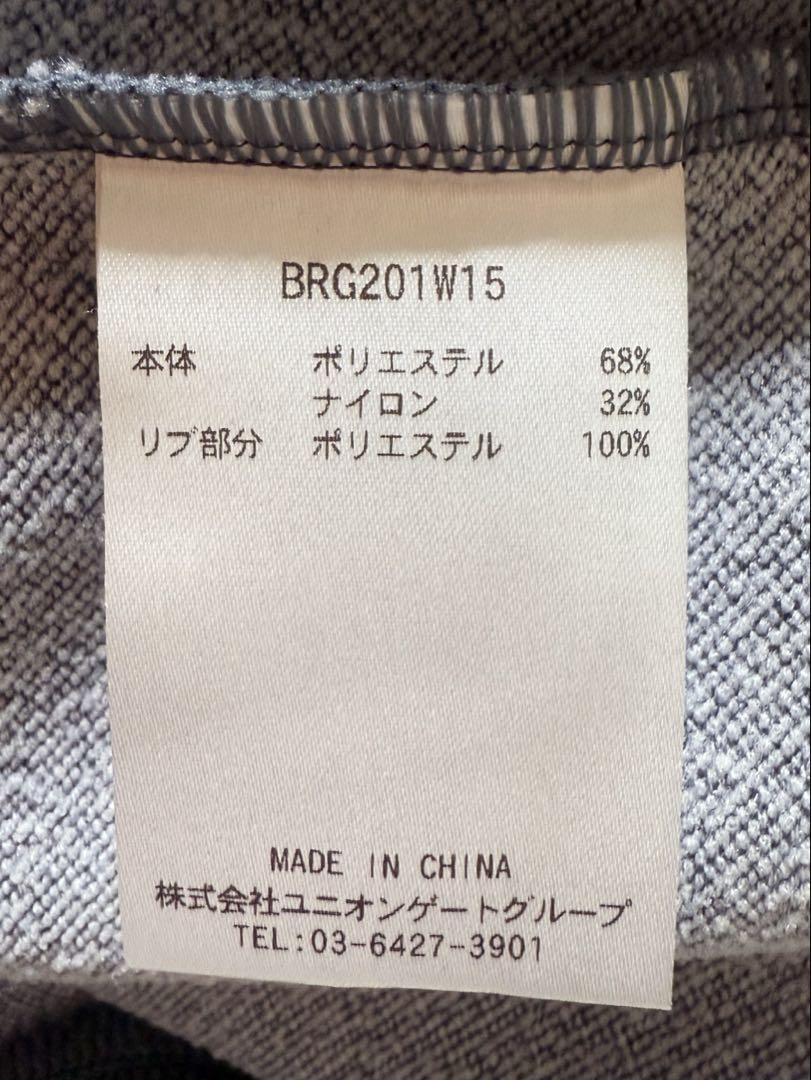 BRG201W15
本体 ポリエステル 68%
ナイロン 32%
リブ部分 ポリエステル 100%
MADE IN CHINA
株式会社ユニオンゲートグループ
TEL:03-6427-3901